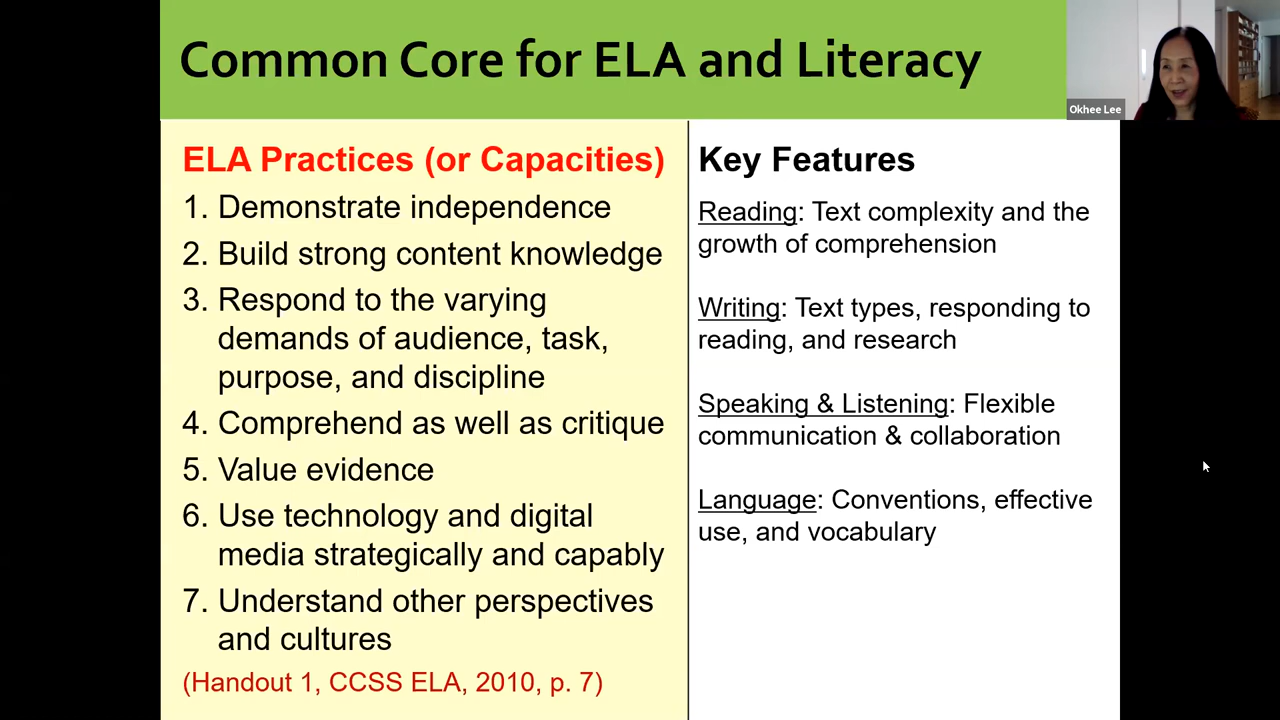 Common Core for ELA and Literacy
Okhee Lee
ELA Practices (or Capacities)
1. Demonstrate independence
2. Build strong content knowledge
3. Respond to the varying
demands of audience, task,
purpose, and discipline
4. Comprehend as well as critique
5. Value evidence
6. Use technology and digital
media strategically and capably
7. Understand other perspectives
and cultures
(Handout 1, CCSS ELA, 2010, p. 7)
Key Features
Reading: Text complexity and the
growth of comprehension
Writing: Text types, responding to
reading, and research
Speaking & Listening: Flexible
communication & collaboration
Language: Conventions, effective
use, and vocabulary